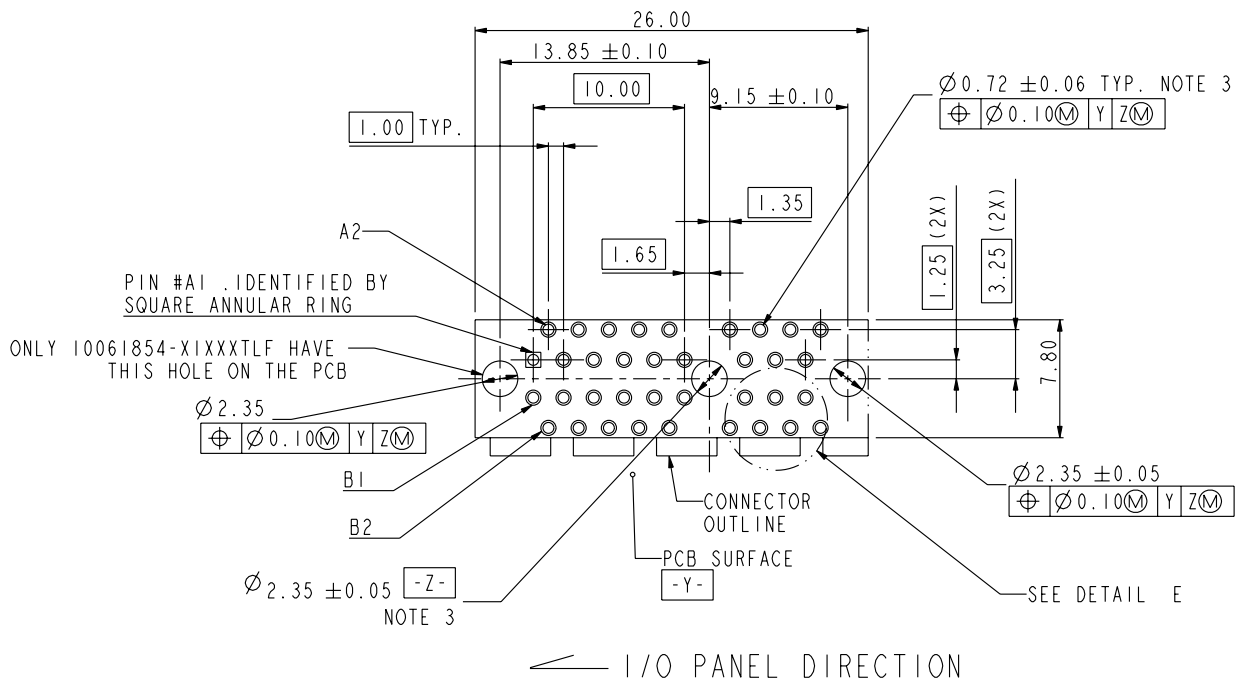 26.00
13.85 ±0.10
10.00
9.15 ±0.10
Ø0.72 ±0.06 TYP. NOTE 3
⌖ Ø0.10Ⓜ Y ZⓂ
1.00 TYP.
1.35
1.25 (2X)
3.25 (2X)
A2
1.65
PIN #A1 .IDENTIFIED BY
SQUARE ANNULAR RING
ONLY 10061854-X1XXXTLF HAVE
THIS HOLE ON THE PCB
7.80
Ø2.35
⌖ Ø0.10Ⓜ Y ZⓂ
B1
B2
CONNECTOR
OUTLINE
Ø2.35 ±0.05
⌖ Ø0.10Ⓜ Y ZⓂ
PCB SURFACE
-Y-
Ø2.35 ±0.05 -Z-
NOTE 3
SEE DETAIL E
I/O PANEL DIRECTION